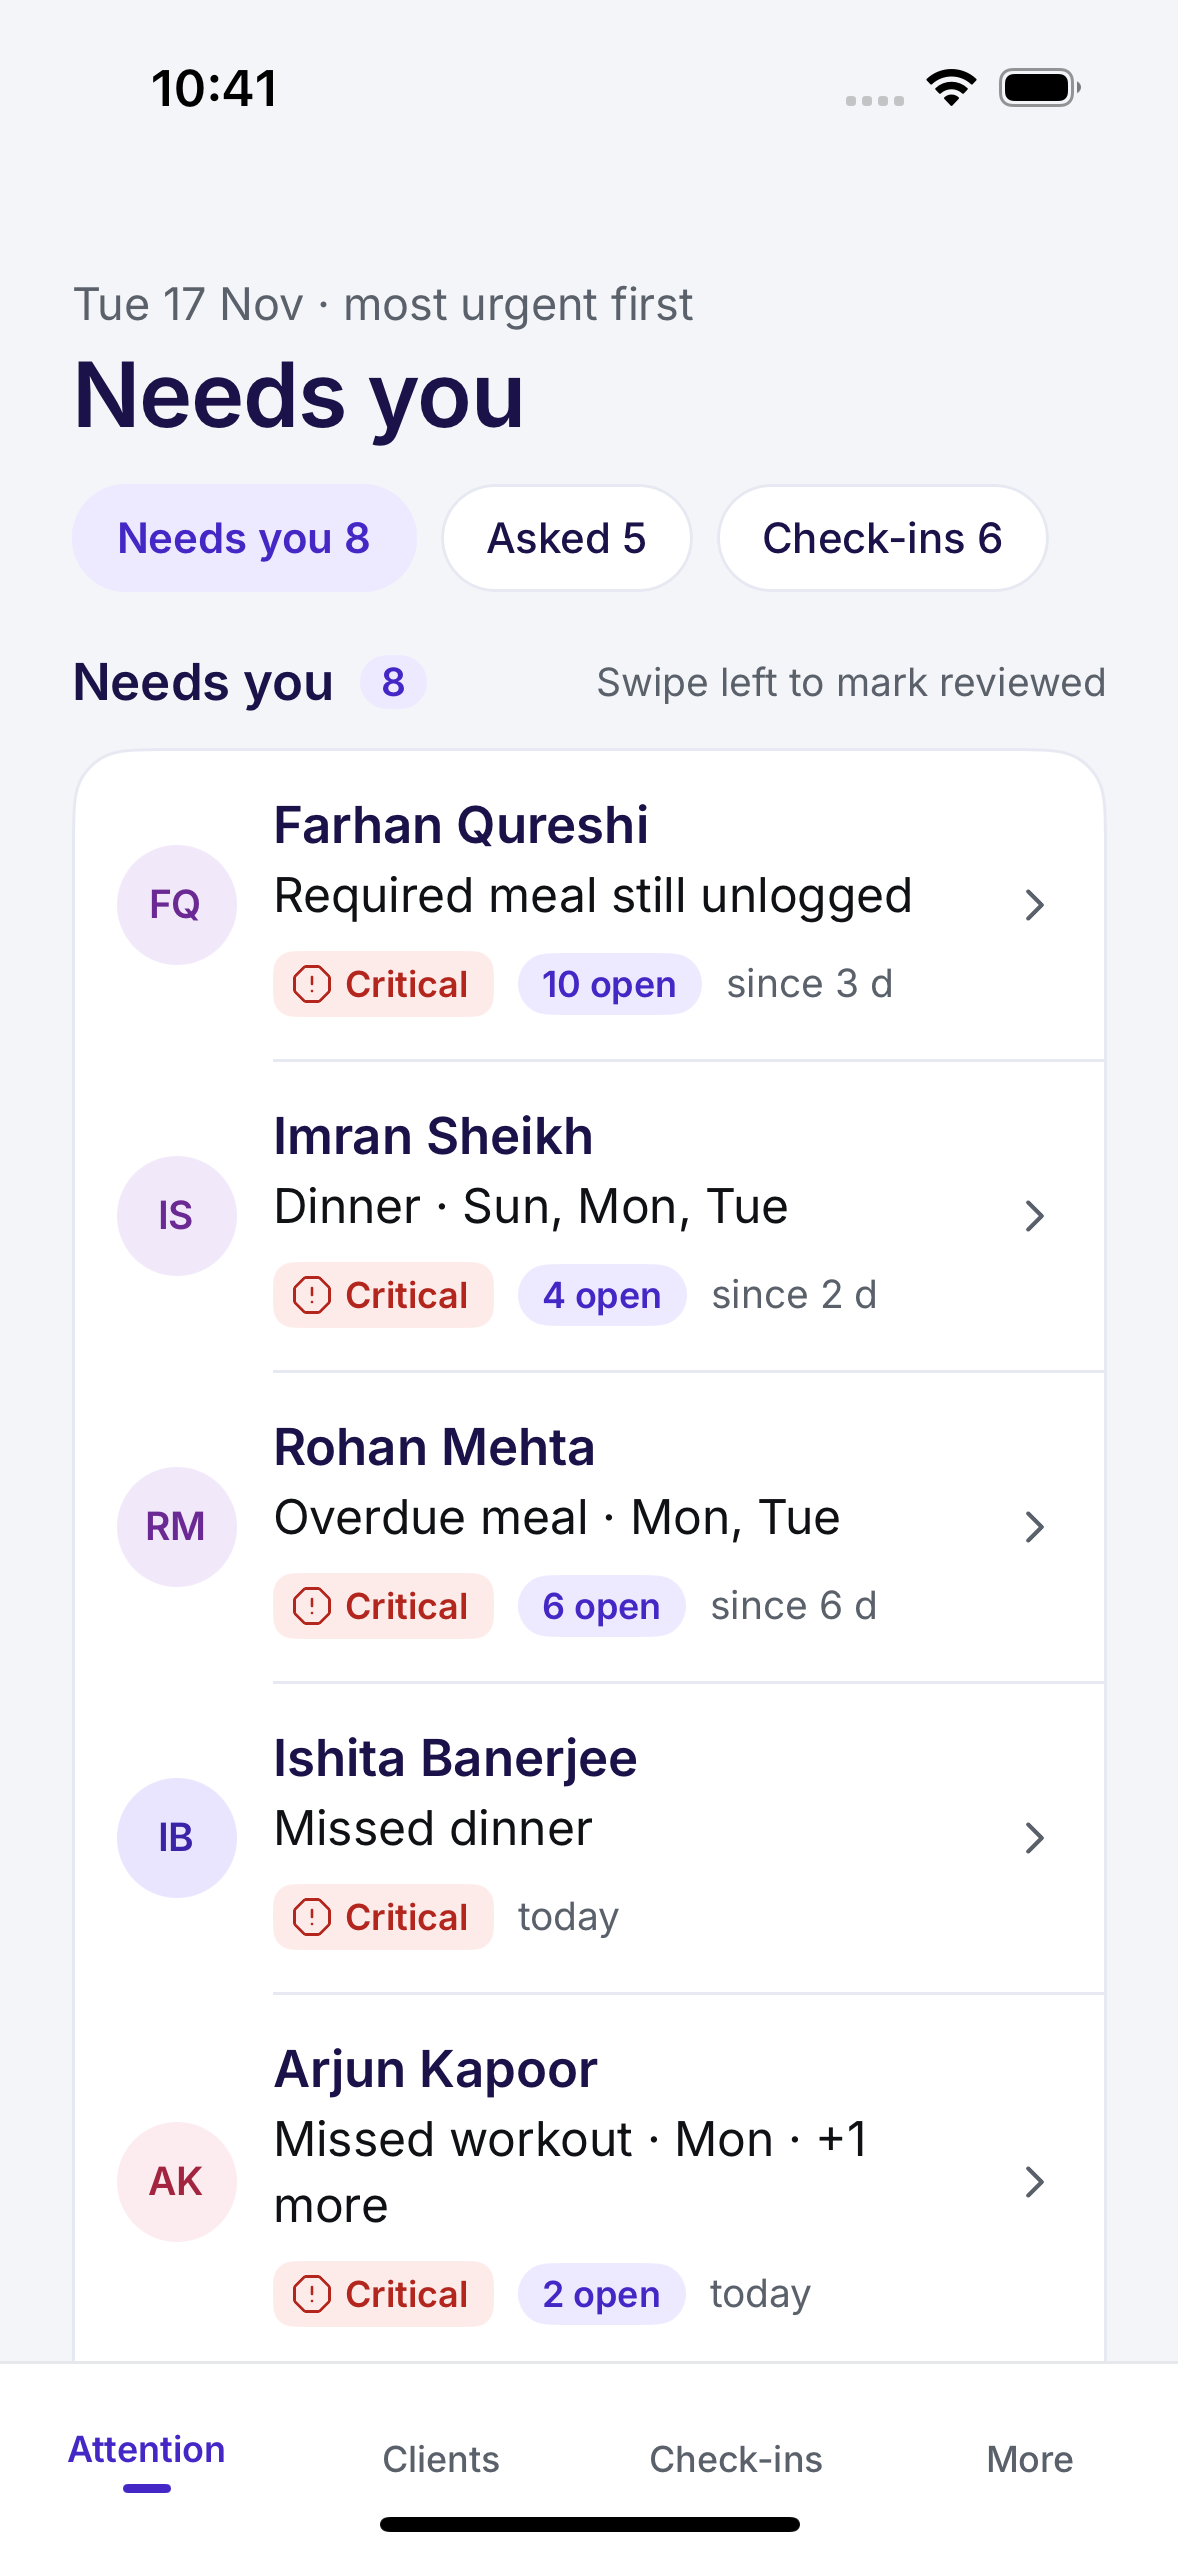 10:41
Tue 17 Nov · most urgent first
Needs you
Needs you 8
Asked 5
Check-ins 6
Needs you 8
Swipe left to mark reviewed
FQ
Farhan Qureshi
Required meal still unlogged
Critical
10 open
since 3 d
IS
Imran Sheikh
Dinner · Sun, Mon, Tue
Critical
4 open
since 2 d
RM
Rohan Mehta
Overdue meal · Mon, Tue
Critical
6 open
since 6 d
IB
Ishita Banerjee
Missed dinner
Critical
today
AK
Arjun Kapoor
Missed workout · Mon · +1
more
Critical
2 open
today
Attention
Clients
Check-ins
More